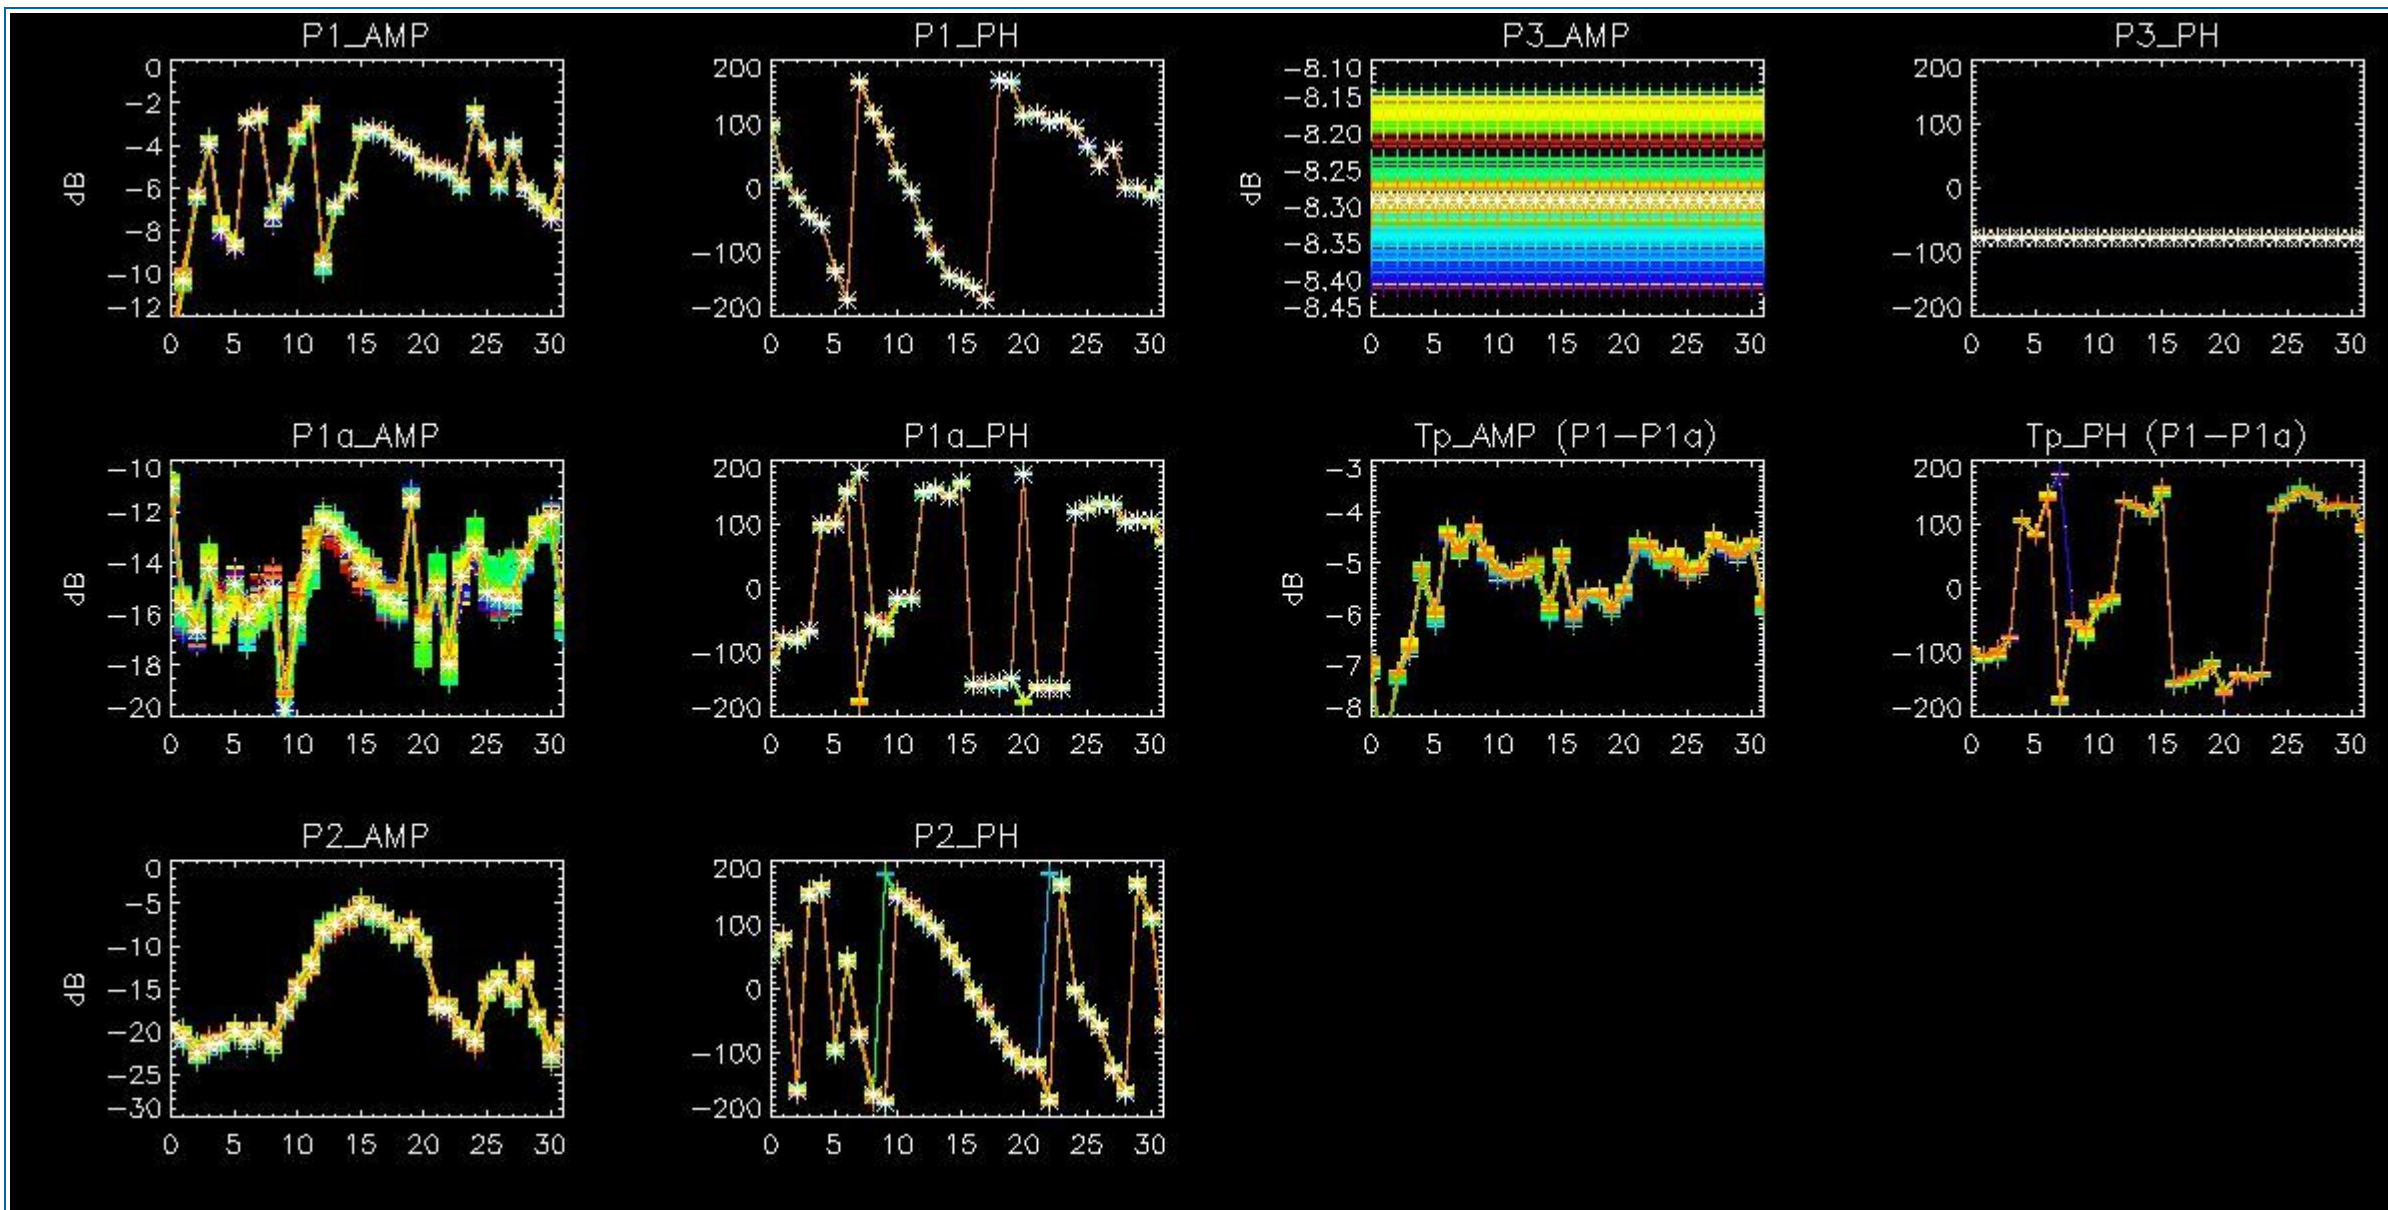 P1_AMP
0
−2
−4
−6
−8
−10
−12
dB
0 5 10 15 20 25 30
P1_PH
200
100
0
−100
−200
0 5 10 15 20 25 30
P3_AMP
−8.10
−8.15
−8.20
−8.25
−8.30
−8.35
−8.40
−8.45
dB
0 5 10 15 20 25 30
P3_PH
200
100
0
−100
−200
0 5 10 15 20 25 30
P1a_AMP
−10
−12
−14
−16
−18
−20
dB
0 5 10 15 20 25 30
P1a_PH
200
100
0
−100
−200
0 5 10 15 20 25 30
Tp_AMP (P1−P1a)
−3
−4
−5
−6
−7
−8
dB
0 5 10 15 20 25 30
Tp_PH (P1−P1a)
200
100
0
−100
−200
0 5 10 15 20 25 30
P2_AMP
0
−5
−10
−15
−20
−25
−30
dB
0 5 10 15 20 25 30
P2_PH
200
100
0
−100
−200
0 5 10 15 20 25 30